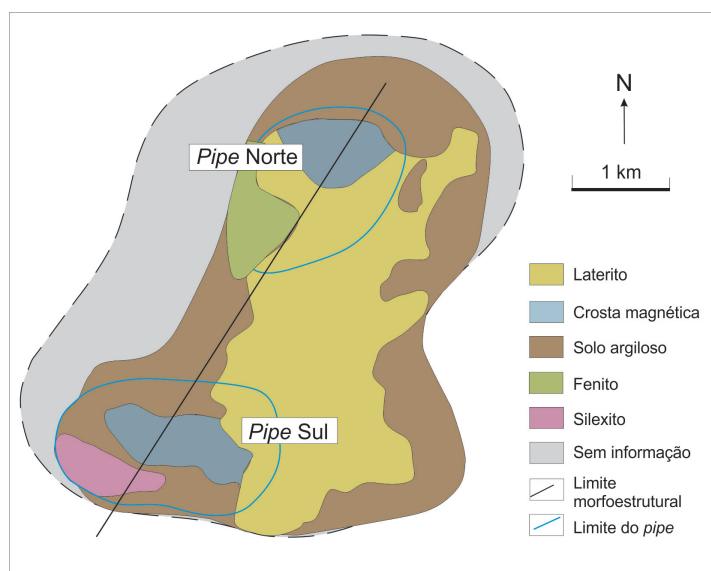 N
1 km
Pipe Norte
Pipe Sul
Laterito
Crosta magnética
Solo argiloso
Fenito
Silexito
Sem informação
Limite
morfoestrutural
Limite do pipe